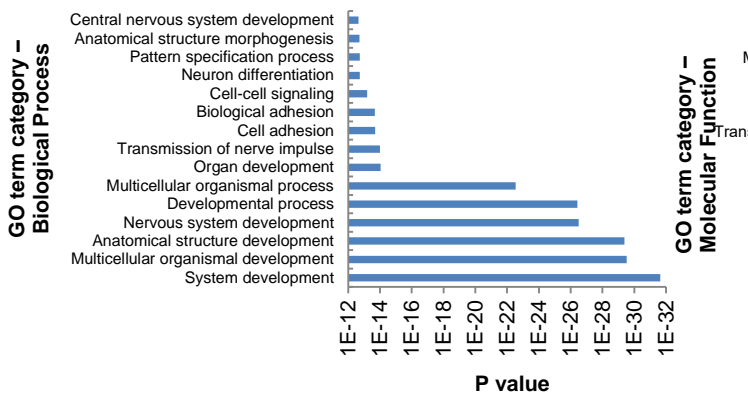 GO term category –
Biological Process
Central nervous system development
Anatomical structure morphogenesis
Pattern specification process
Neuron differentiation
Cell-cell signaling
Biological adhesion
Cell adhesion
Transmission of nerve impulse
Organ development
Multicellular organismal process
Developmental process
Nervous system development
Anatomical structure development
Multicellular organismal development
System development
1E-12
1E-14
1E-16
1E-18
1E-20
1E-22
1E-24
1E-26
1E-28
1E-30
1E-32
P value
GO term category –
Molecular Function
M
Trans